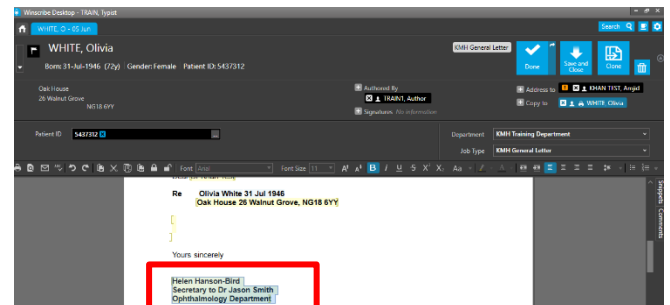 Winscribe Desktop - TRAIN, Typist
WHITE, O - 05 Jun
Search
WHITE, Olivia
Born: 31-Jul-1946 (72y) Gender: Female Patient ID: 5437312
KMH General Letter
Done
Save and Close
Clone
Oak House
26 Walnut Grove
NG18 6YY
Authored By
TRAIN1, Author
Signatures No information
Address to KHAN TEST, Amjid
Copy to WHITE, Olivia
Patient ID 5437312
Department KMH Training Department
Job Type KMH General Letter
Font Arial Font Size 11 B I U S X Aa
Re Olivia White 31 Jul 1946
Oak House 26 Walnut Grove, NG18 6YY
[
]
Yours sincerely
Helen Hanson-Bird
Secretary to Dr Jason Smith
Ophthalmology Department
Snippets
Comments